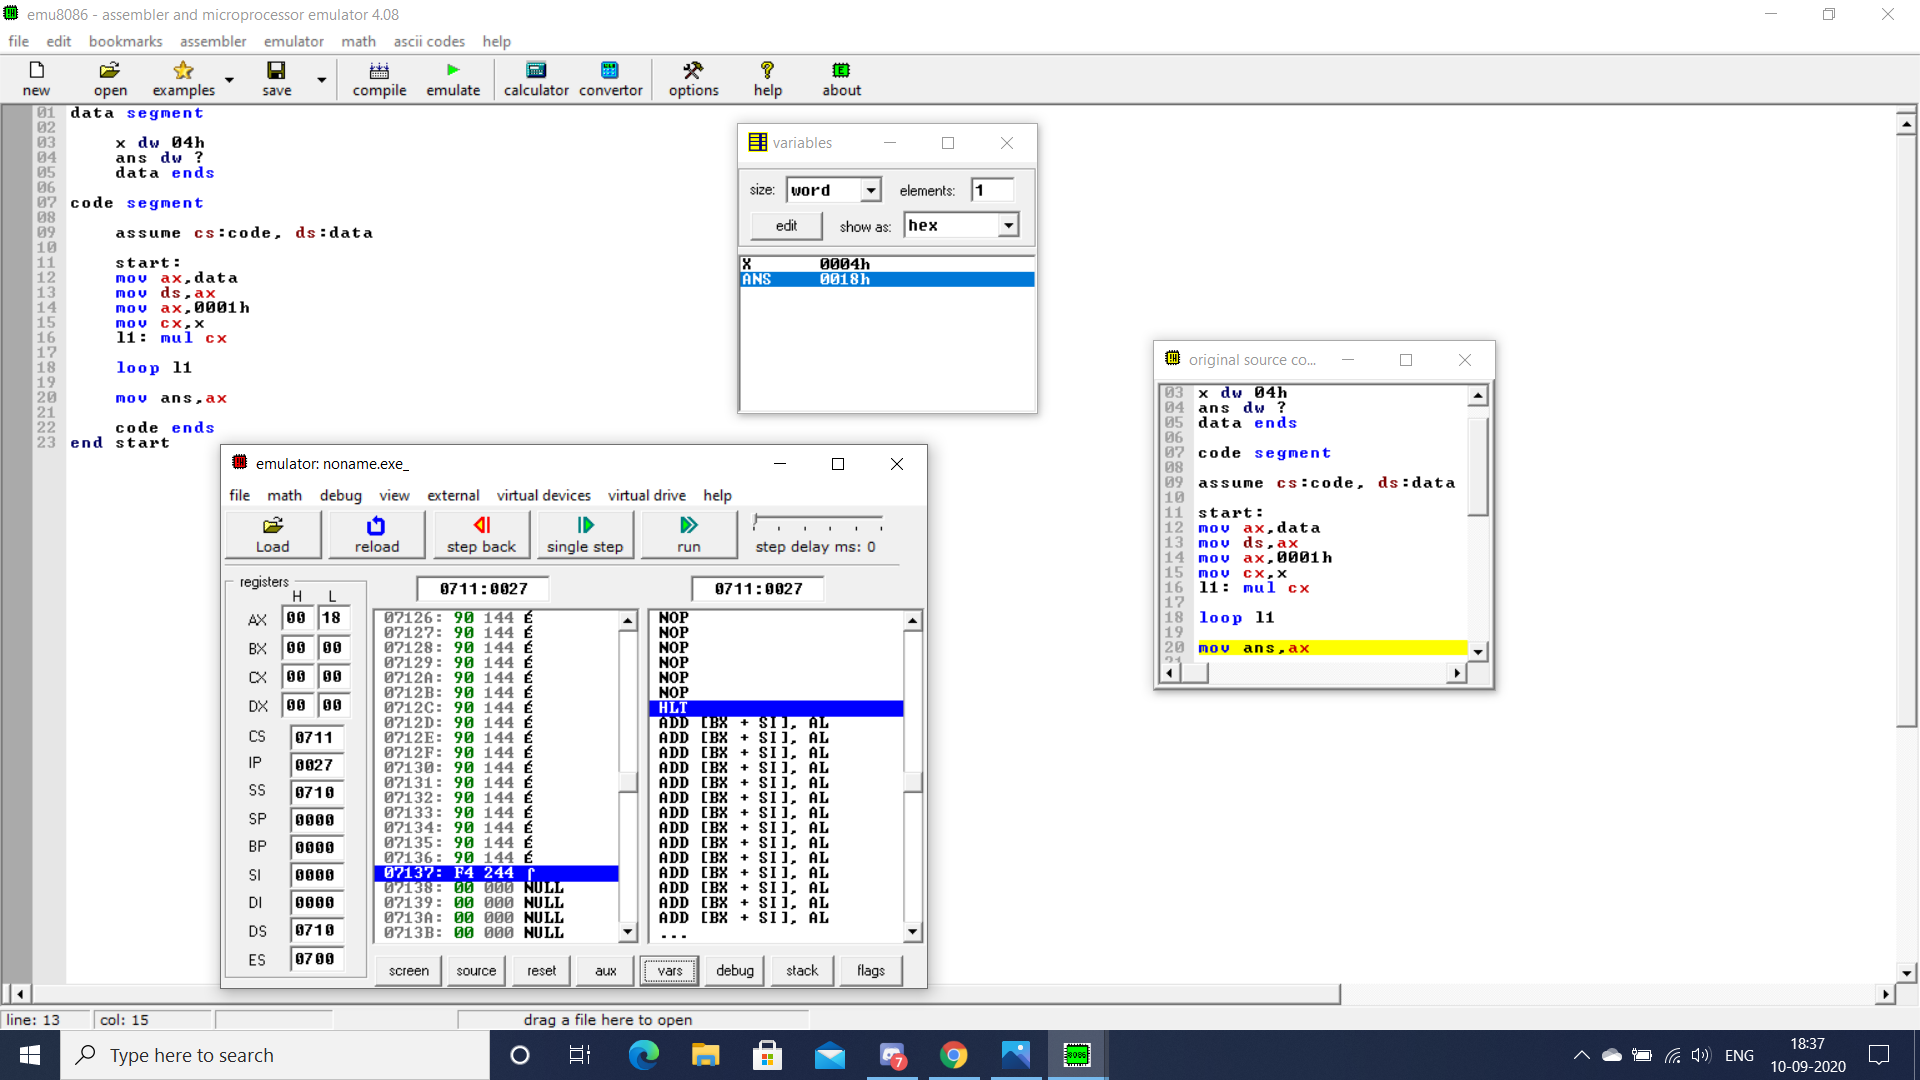 emu8086 - assembler and microprocessor emulator 4.08
file edit bookmarks assembler emulator math ascii codes help
new open examples save compile emulate calculator convertor options help about
01 data segment
02
03 x dw 04h
04 ans dw ?
05 data ends
06
07 code segment
08
09 assume cs:code, ds:data
10
11 start:
12 mov ax,data
13 mov ds,ax
14 mov ax,0001h
15 mov cx,x
16 l1: mul cx
17
18 loop l1
19
20 mov ans,ax
21
22 code ends
23 end start
variables
size: word elements: 1
edit show as: hex
X 0004h
ANS 0018h
original source co...
03 x dw 04h
04 ans dw ?
05 data ends
06
07 code segment
08
09 assume cs:code, ds:data
10
11 start:
12 mov ax,data
13 mov ds,ax
14 mov ax,0001h
15 mov cx,x
16 l1: mul cx
17
18 loop l1
19
20 mov ans,ax
emulator: noname.exe_
file math debug view external virtual devices virtual drive help
Load reload step back single step run step delay ms: 0
registers
H L
AX 00 18
BX 00 00
CX 00 00
DX 00 00
CS 0711
IP 0027
SS 0710
SP 0000
BP 0000
SI 0000
DI 0000
DS 0710
ES 0700
0711:0027
07126: 90 144 É
07127: 90 144 É
07128: 90 144 É
07129: 90 144 É
0712A: 90 144 É
0712B: 90 144 É
0712C: 90 144 É
0712D: 90 144 É
0712E: 90 144 É
0712F: 90 144 É
07130: 90 144 É
07131: 90 144 É
07132: 90 144 É
07133: 90 144 É
07134: 90 144 É
07135: 90 144 É
07136: 90 144 É
07137: F4 244 ⌠
07138: 00 000 NULL
07139: 00 000 NULL
0713A: 00 000 NULL
0713B: 00 000 NULL
0711:0027
NOP
NOP
NOP
NOP
NOP
NOP
HLT
ADD [BX + SI], AL
ADD [BX + SI], AL
ADD [BX + SI], AL
ADD [BX + SI], AL
ADD [BX + SI], AL
ADD [BX + SI], AL
ADD [BX + SI], AL
ADD [BX + SI], AL
ADD [BX + SI], AL
ADD [BX + SI], AL
ADD [BX + SI], AL
ADD [BX + SI], AL
ADD [BX + SI], AL
ADD [BX + SI], AL
...
screen source reset aux vars debug stack flags
line: 13 col: 15 drag a file here to open
Type here to search
7
8086
ENG
18:37
10-09-2020